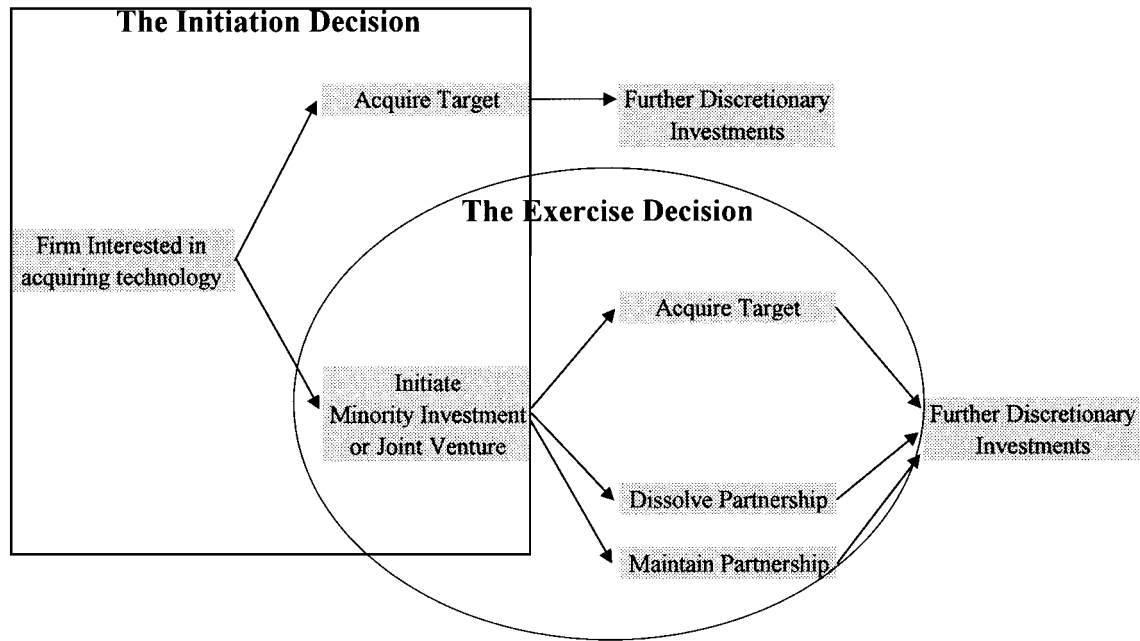 The Initiation Decision
Acquire Target
Further Discretionary
Investments
The Exercise Decision
Firm Interested in
acquiring technology
Acquire Target
Initiate
Minority Investment
or Joint Venture
Further Discretionary
Investments
Dissolve Partnership
Maintain Partnership